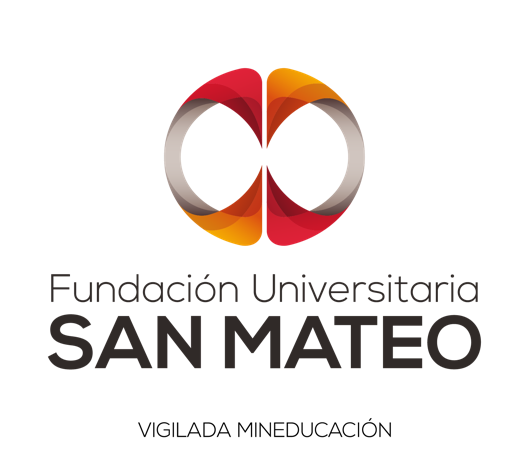 Fundación Universitaria
SAN MATEO
VIGILADA MINEDUCACIÓN